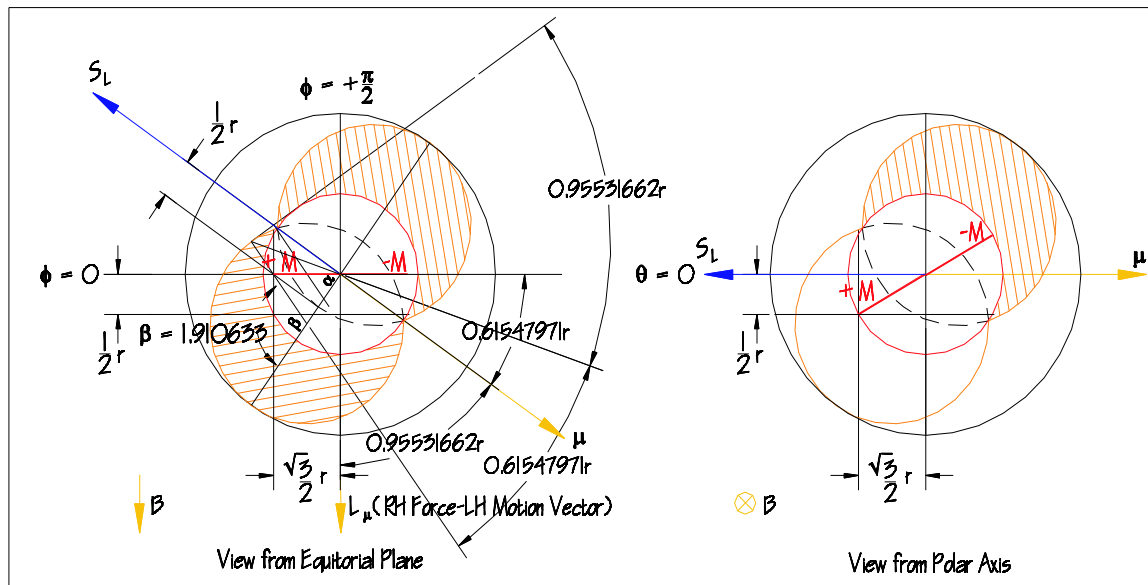 S_L
ϕ = +π/2
1/2 r
0.95531662r
+ M
-M
α
ϕ = 0
β
β = 1.910633
1/2 r
0.61547971r
0.95531662r
μ
0.61547971r
√3/2 r
B
L_μ (RH Force-LH Motion Vector)
View from Equitorial Plane
-M
S_L
θ = 0
μ
+ M
1/2 r
√3/2 r
B
View from Polar Axis